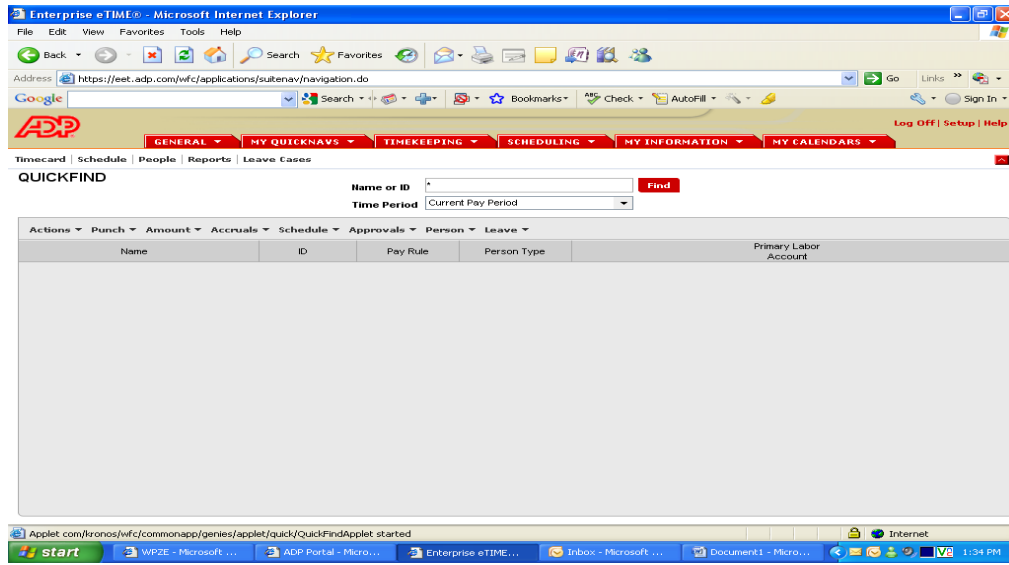 Enterprise eTIME® - Microsoft Internet Explorer
File Edit View Favorites Tools Help
Back Search Favorites
Address https://eet.adp.com/wfc/applications/suitenav/navigation.do Go Links »
Google Search Bookmarks Check AutoFill Sign In
ADP
Log Off | Setup | Help
GENERAL MY QUICKNAVS TIMEKEEPING SCHEDULING MY INFORMATION MY CALENDARS
Timecard | Schedule | People | Reports | Leave Cases
QUICKFIND
Name or ID * Find
Time Period Current Pay Period
Actions Punch Amount Accruals Schedule Approvals Person Leave
Name ID Pay Rule Person Type Primary Labor
Account
Applet com/kronos/wfc/commonapp/genies/applet/quick/QuickFindApplet started Internet
start WPZE - Microsoft ... ADP Portal - Micro... Enterprise eTIME... Inbox - Microsoft ... Document1 - Micro... 1:34 PM